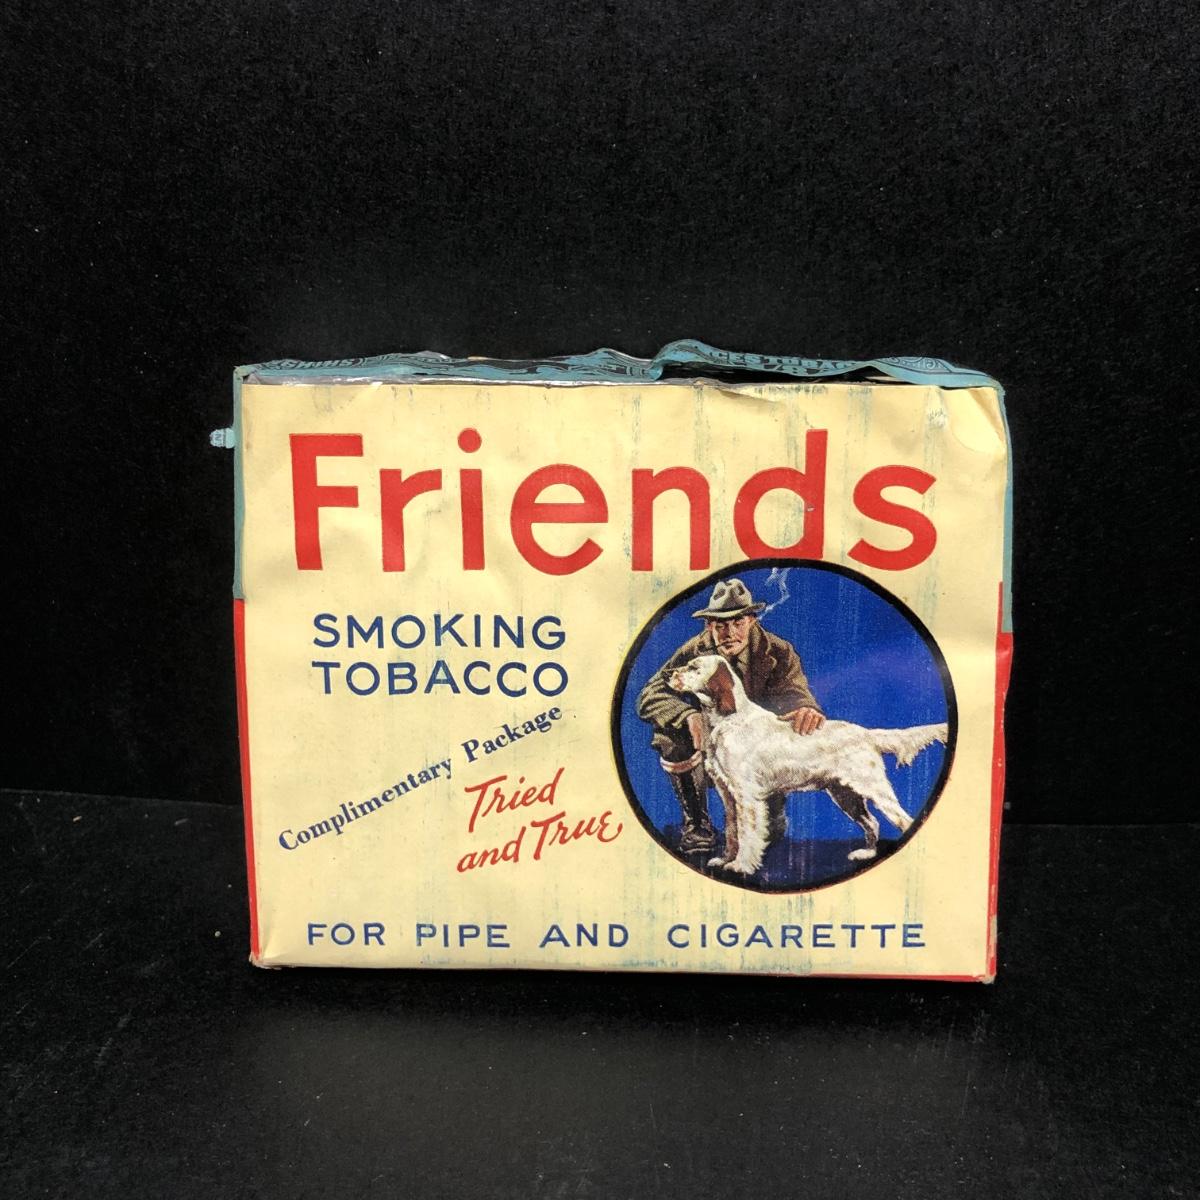 Friends
SMOKING
TOBACCO
Complimentary Package
Tried
and True
FOR PIPE AND CIGARETTE